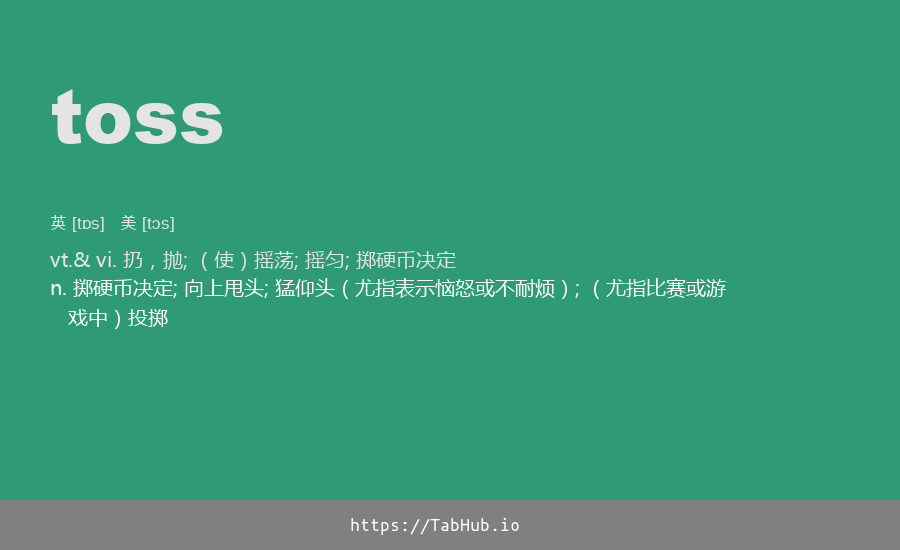 toss
英 [tɒs]   美 [tɔs]
vt.& vi. 扔，抛; （使）摇荡; 摇匀; 掷硬币决定
n. 掷硬币决定; 向上甩头; 猛仰头（尤指表示恼怒或不耐烦）; （尤指比赛或游
戏中）投掷
https://TabHub.io